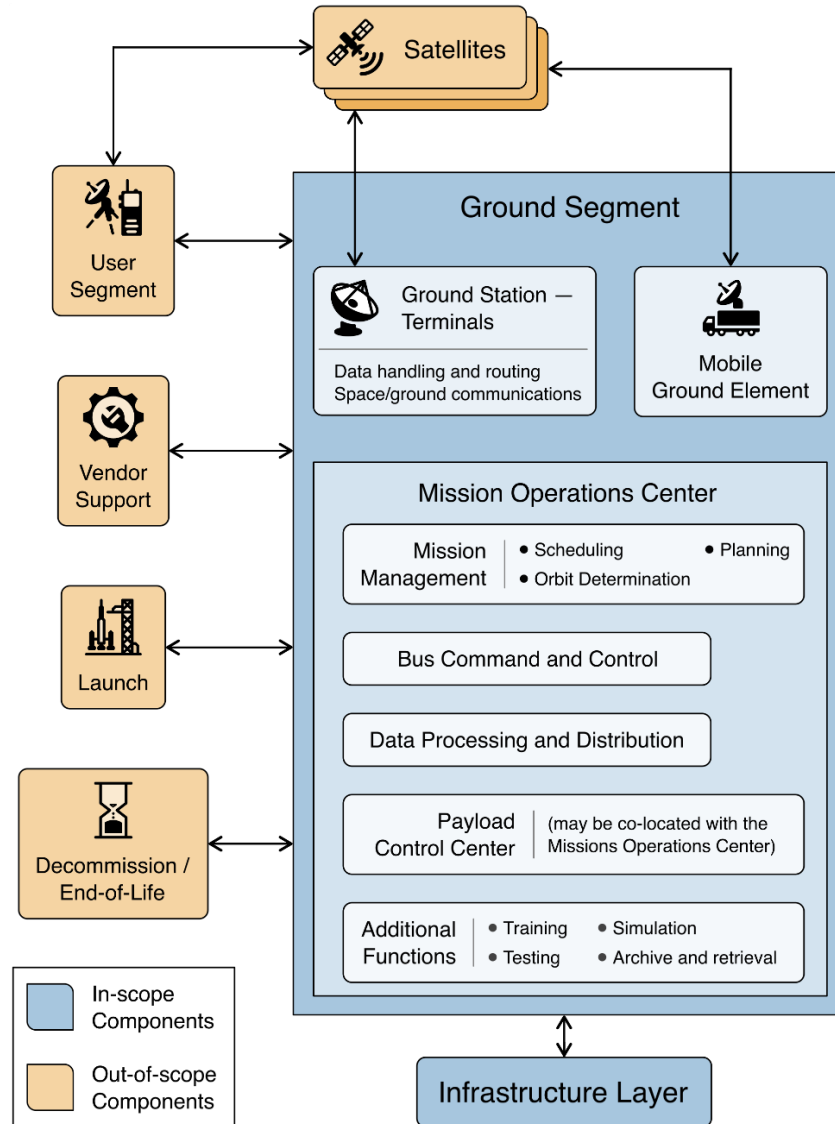 Satellites
Ground Segment
User
Segment
Ground Station —
Terminals
Data handling and routing
Space/ground communications
Mobile
Ground Element
Vendor
Support
Mission Operations Center
Mission
Management
• Scheduling
• Planning
• Orbit Determination
Launch
Bus Command and Control
Data Processing and Distribution
Decommission /
End-of-Life
Payload
Control Center
(may be co-located with the
Missions Operations Center)
Additional
Functions
• Training
• Simulation
• Testing
• Archive and retrieval
In-scope
Components
Out-of-scope
Components
Infrastructure Layer